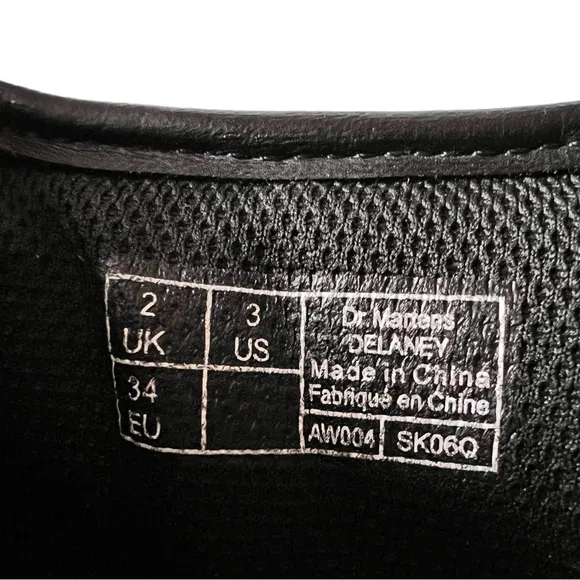 2
UK
3
US
34
EU
Dr.Martens
DELANEY
Made in China
Fabriqué en Chine
AW004
SK06Q